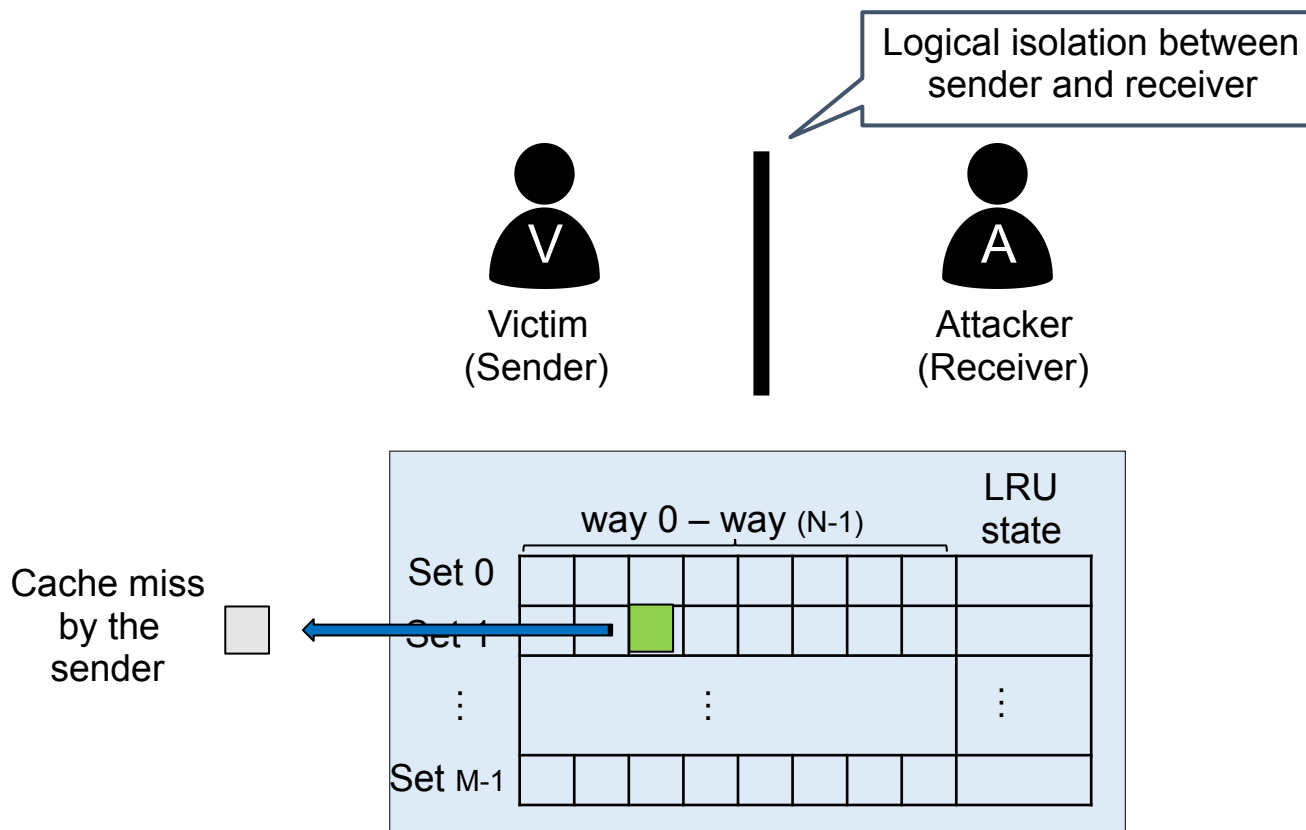 Logical isolation between
sender and receiver
V
A
Victim
(Sender)
Attacker
(Receiver)
LRU
state
way 0 – way (N-1)
Set 0
Cache miss
by the
sender
Set 1
⋮
⋮
⋮
Set M-1